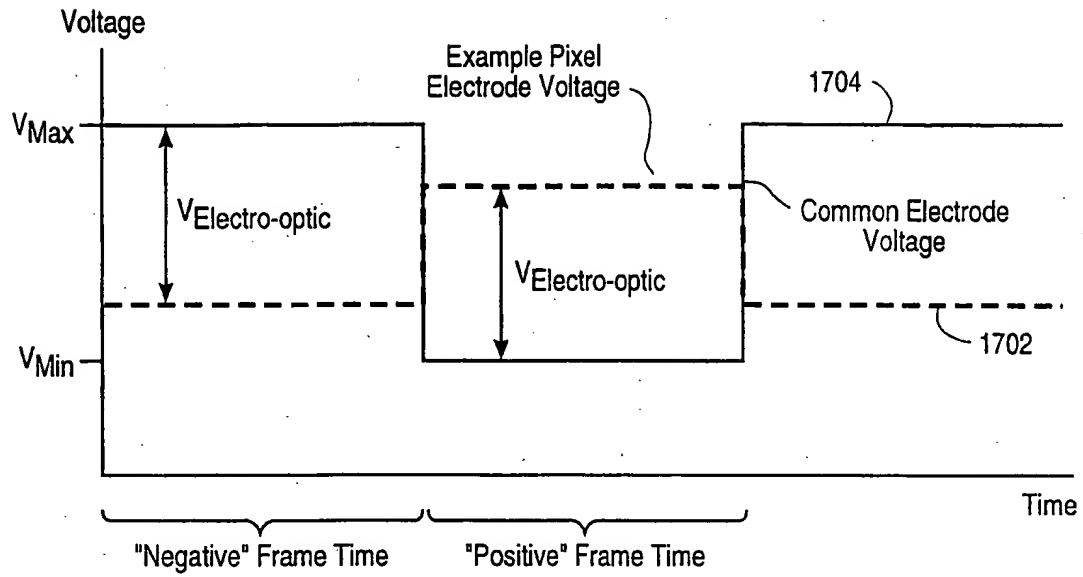 Voltage
Example Pixel
Electrode Voltage
1704
VMax
VElectro-optic
Common Electrode
Voltage
VElectro-optic
1702
VMin
Time
"Negative" Frame Time
"Positive" Frame Time